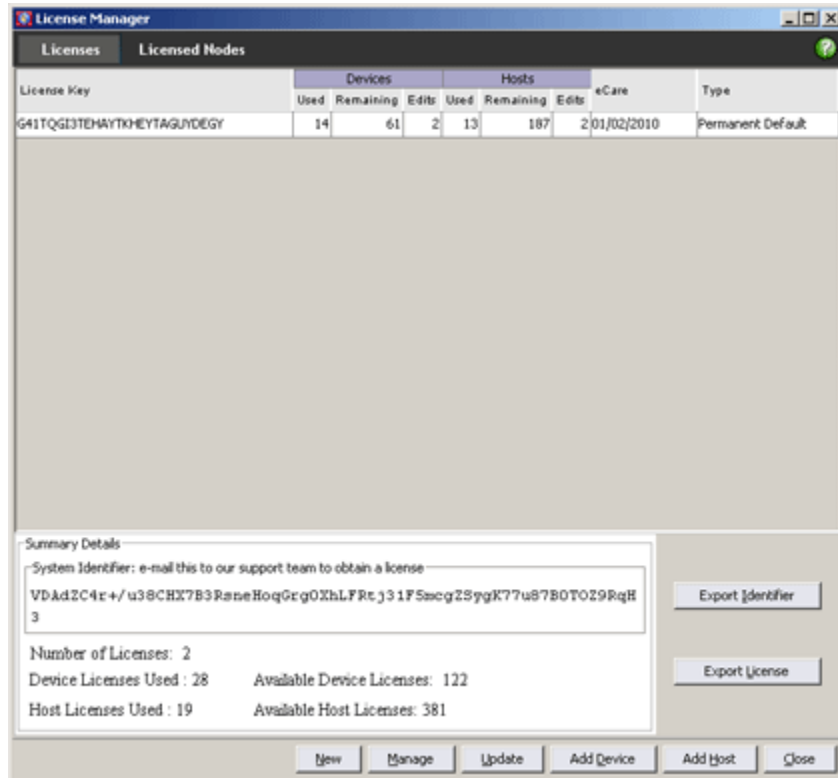 License Manager
Licenses Licensed Nodes
License Key Devices Hosts eCare Type
Used Remaining Edits Used Remaining Edits
G41TQGI3TEHAYTKHEYTAGUYDEGY 14 61 2 13 187 2 01/02/2010 Permanent Default
Summary Details
System Identifier: e-mail this to our support team to obtain a license
VDAdZC4r+/u38CHX7B3RsneHoqGrgOXhLFRtj31F5mcgZSygK77u87BOTOZ9RqH
3
Export Identifier
Number of Licenses: 2
Device Licenses Used : 28 Available Device Licenses: 122
Export License
Host Licenses Used : 19 Available Host Licenses: 381
New Manage Update Add Device Add Host Close